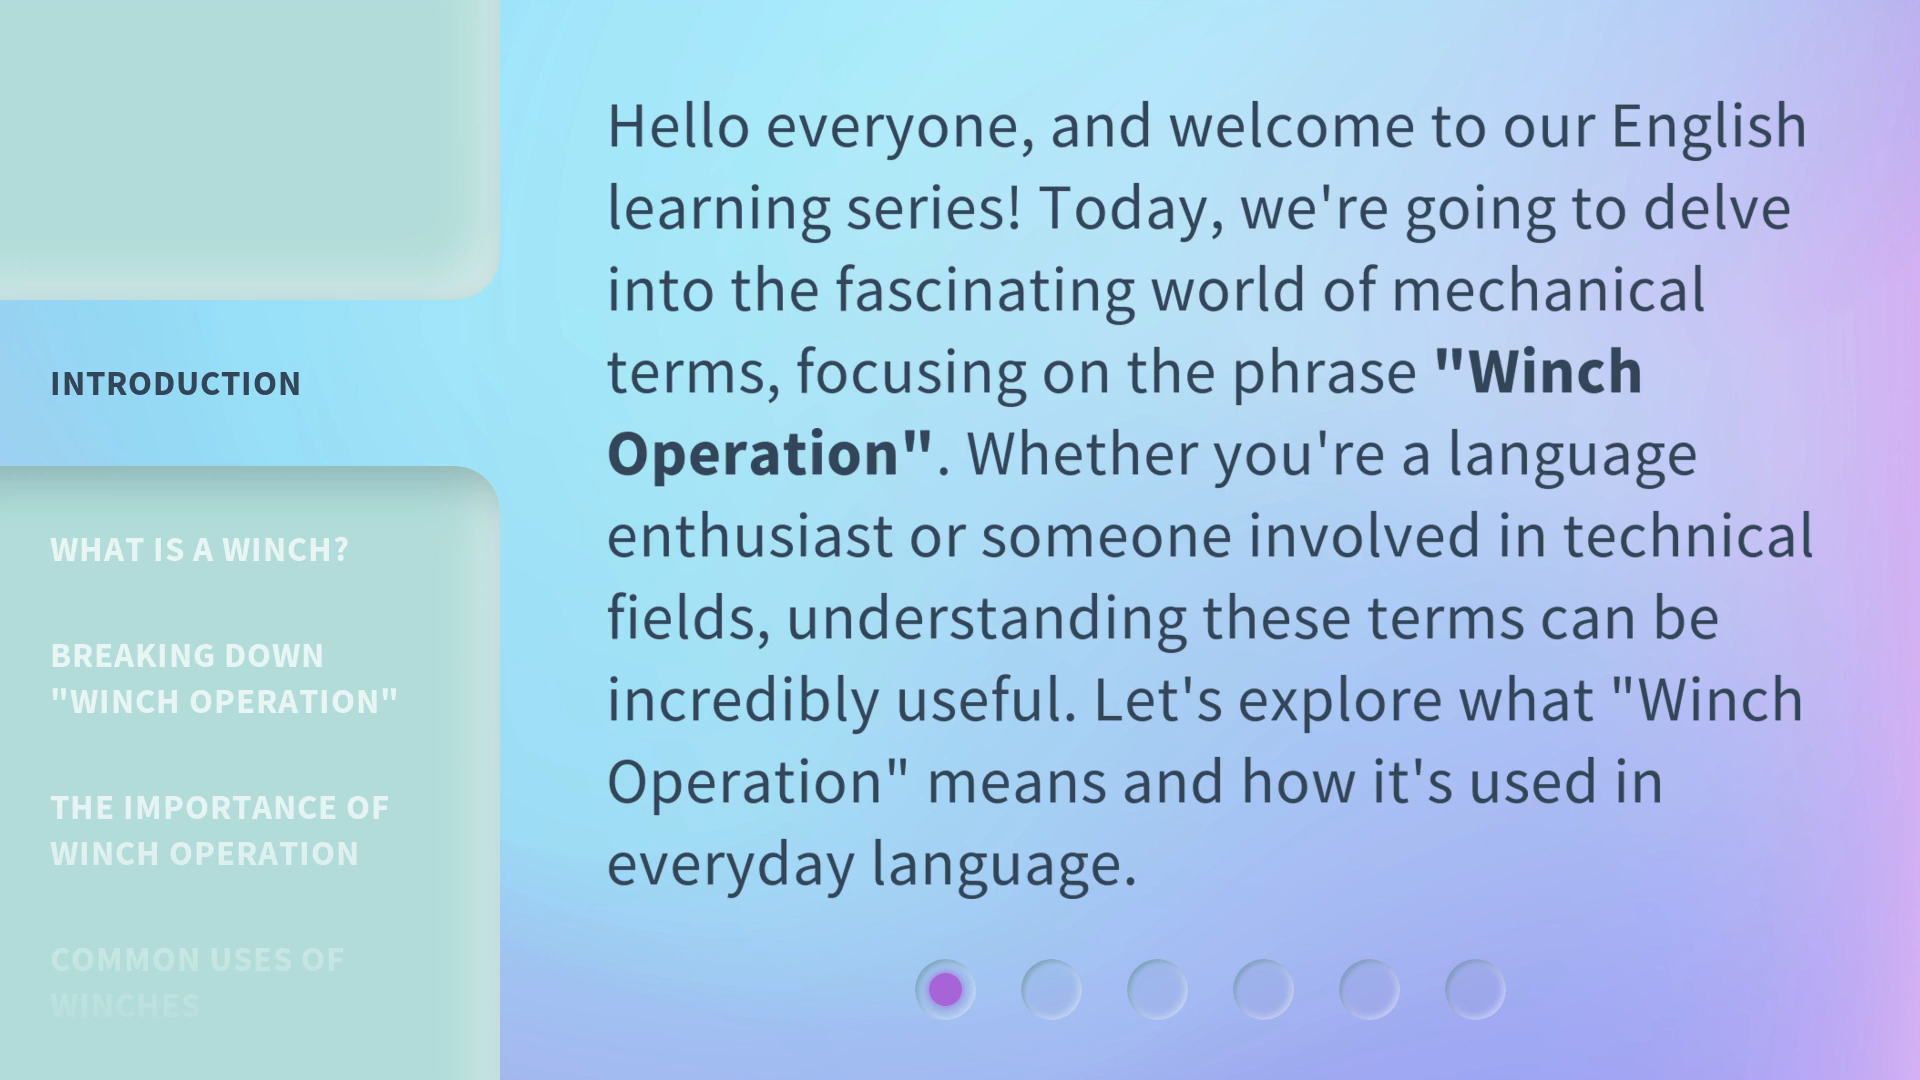 INTRODUCTION
WHAT IS A WINCH?
BREAKING DOWN
"WINCH OPERATION"
THE IMPORTANCE OF
WINCH OPERATION
COMMON USES OF
WINCHES
Hello everyone, and welcome to our English
learning series! Today, we're going to delve
into the fascinating world of mechanical
terms, focusing on the phrase "Winch
Operation". Whether you're a language
enthusiast or someone involved in technical
fields, understanding these terms can be
incredibly useful. Let's explore what "Winch
Operation" means and how it's used in
everyday language.